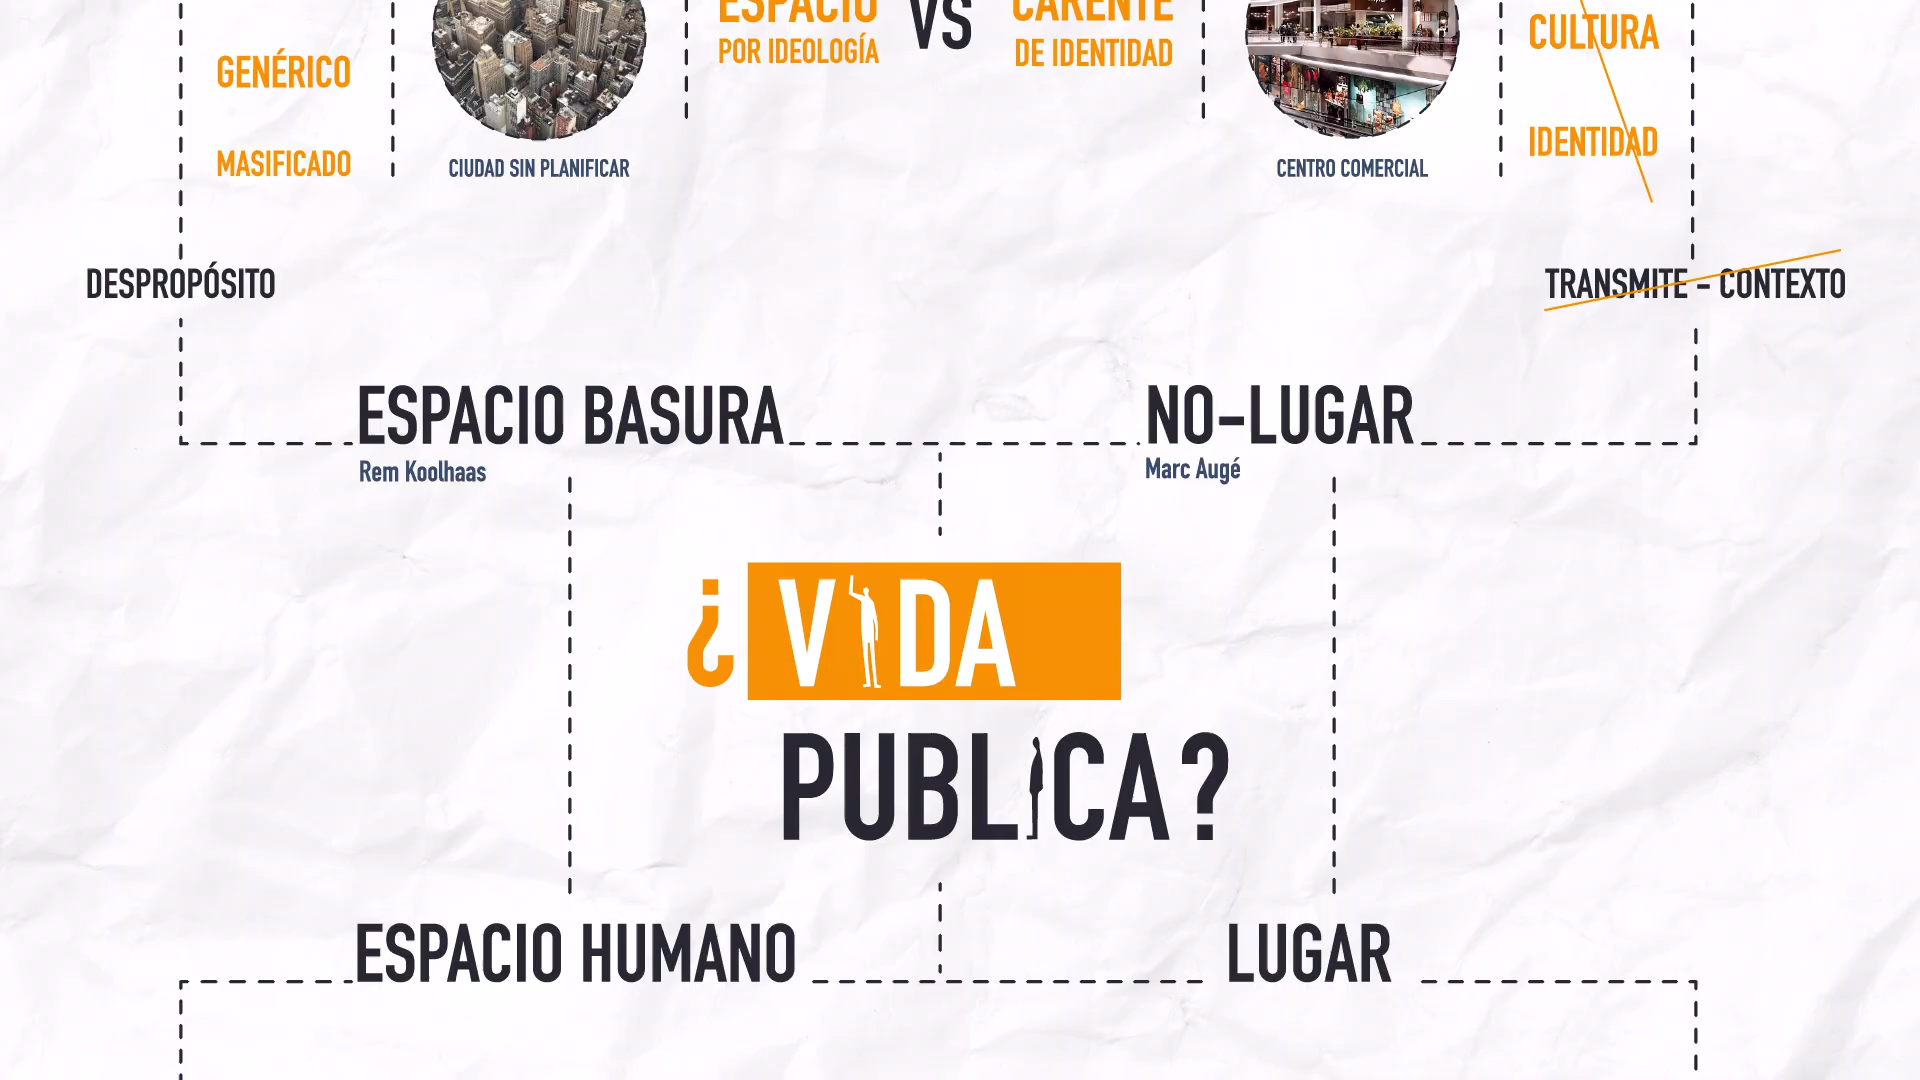 ESPACIO
POR IDEOLOGÍA
VS
CARENTE
DE IDENTIDAD
CULTURA
GENÉRICO
IDENTIDAD
MASIFICADO
CIUDAD SIN PLANIFICAR
CENTRO COMERCIAL
DESPROPÓSITO
TRANSMITE - CONTEXTO
ESPACIO BASURA
Rem Koolhaas
NO-LUGAR
Marc Augé
¿VIDA
PUBLICA?
ESPACIO HUMANO
LUGAR